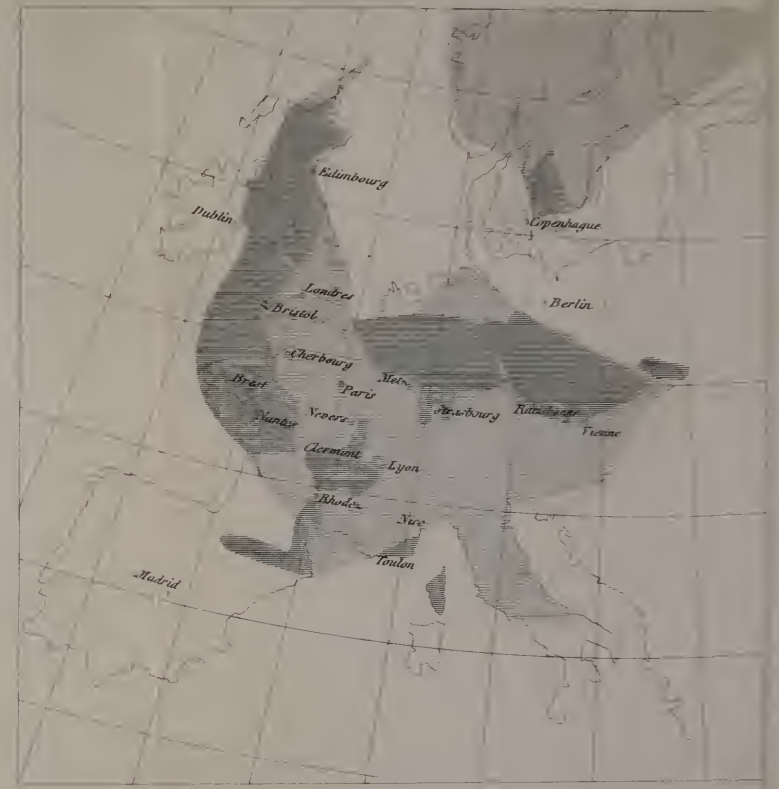 Edimbourg
Dublin
Copenhague
Londres
Berlin
Bristol
Cherbourg
Brest
Paris
Metz
Strasbourg
Ratisbonne
Nantes
Nevers
Vienne
Clermont
Lyon
Rhodez
Nice
Toulon
Madrid